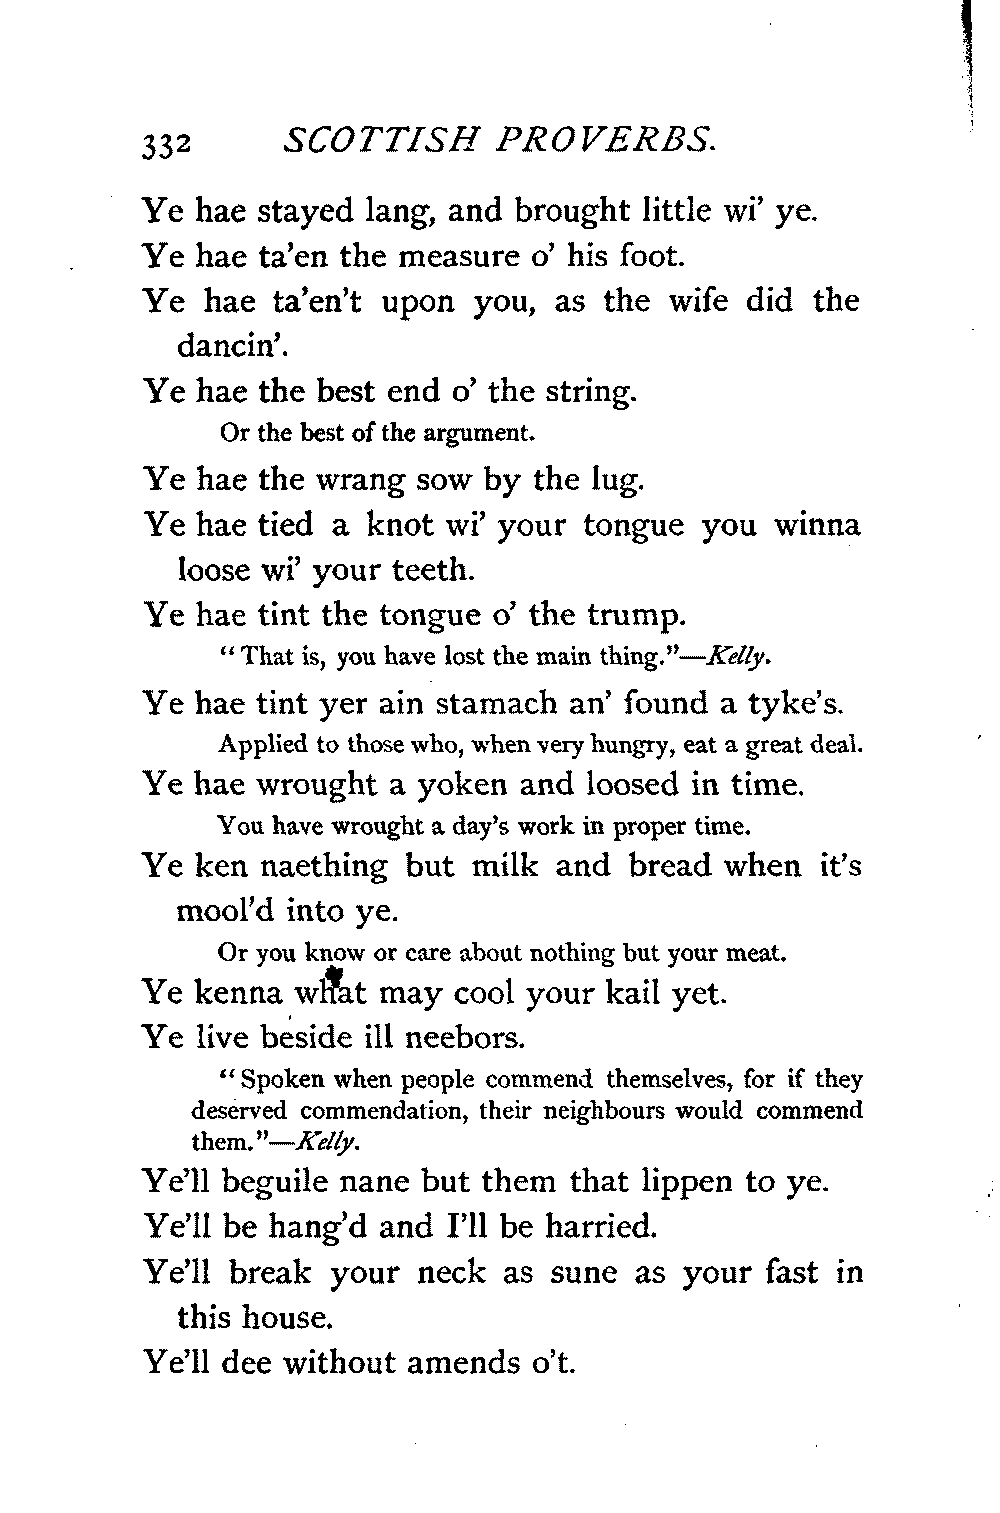 332 SCOTTISH PROVERBS.
Ye hae stayed lang, and brought little wi' ye.
Ye hae ta'en the measure o' his foot.
Ye hae ta'en't upon you, as the wife did the
dancin'.
Ye hae the best end o' the string.
Or the best of the argument.
Ye hae the wrang sow by the lug.
Ye hae tied a knot wi' your tongue you winna
loose wi' your teeth.
Ye hae tint the tongue o' the trump.
“That is, you have lost the main thing.”—Kelly.
Ye hae tint yer ain stamach an' found a tyke's.
Applied to those who, when very hungry, eat a great deal.
Ye hae wrought a yoken and loosed in time.
You have wrought a day's work in proper time.
Ye ken naething but milk and bread when it's
mool'd into ye.
Or you know or care about nothing but your meat.
Ye kenna what may cool your kail yet.
Ye live beside ill neebors.
“Spoken when people commend themselves, for if they
deserved commendation, their neighbours would commend
them.”—Kelly.
Ye'll beguile nane but them that lippen to ye.
Ye'll be hang'd and I'll be harried.
Ye'll break your neck as sune as your fast in
this house.
Ye'll dee without amends o't.